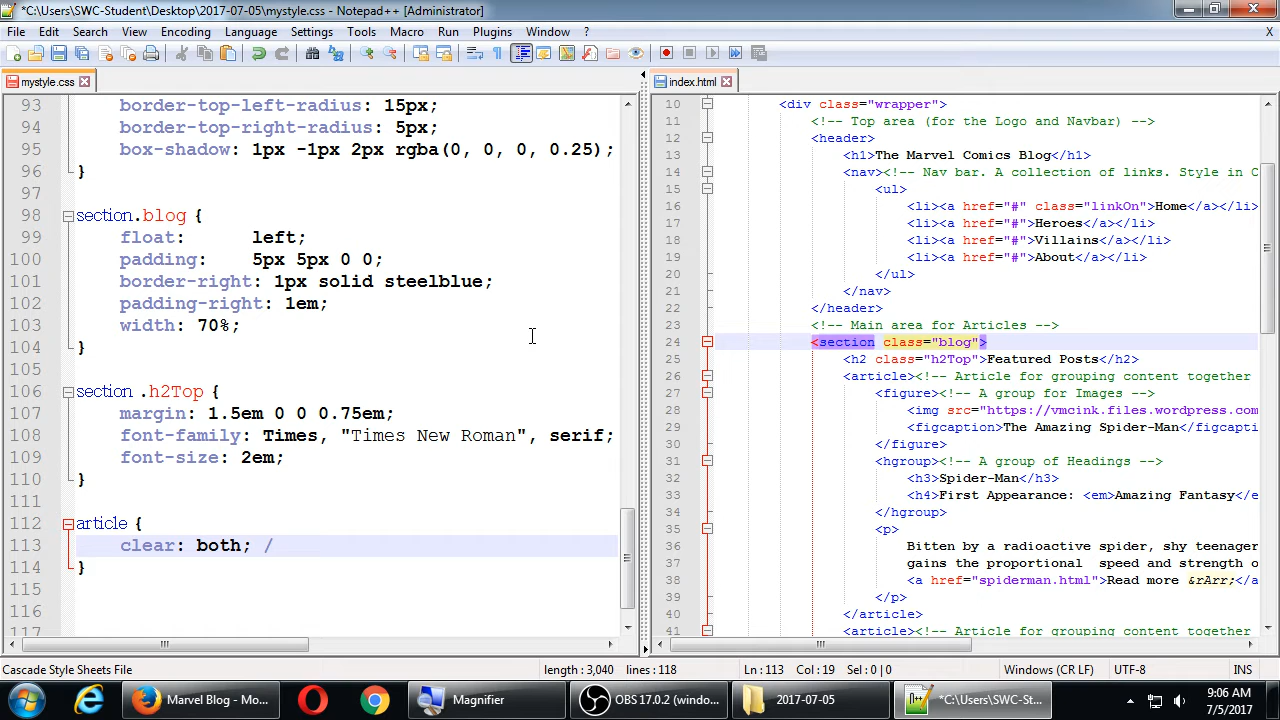 *C:\Users\SWC-Student\Desktop\2017-07-05\mystyle.css - Notepad++ [Administrator]
File Edit Search View Encoding Language Settings Tools Macro Run Plugins Window ? X
mystyle.css
93 border-top-left-radius: 15px;
94 border-top-right-radius: 5px;
95 box-shadow: 1px -1px 2px rgba(0, 0, 0, 0.25);
96 }
97
98 section.blog {
99 float: left;
100 padding: 5px 5px 0 0;
101 border-right: 1px solid steelblue;
102 padding-right: 1em;
103 width: 70%;
104 }
105
106 section .h2Top {
107 margin: 1.5em 0 0 0.75em;
108 font-family: Times, "Times New Roman", serif;
109 font-size: 2em;
110 }
111
112 article {
113 clear: both; /
114 }
115
116
117
index.html
10 <div class="wrapper">
11 <!-- Top area (for the Logo and Navbar) -->
12 <header>
13 <h1>The Marvel Comics Blog</h1>
14 <nav><!-- Nav bar. A collection of links. Style in C
15 <ul>
16 <li><a href="#" class="linkOn">Home</a></li>
17 <li><a href="#">Heroes</a></li>
18 <li><a href="#">Villains</a></li>
19 <li><a href="#">About</a></li>
20 </ul>
21 </nav>
22 </header>
23 <!-- Main area for Articles -->
24 <section class="blog">
25 <h2 class="h2Top">Featured Posts</h2>
26 <article><!-- Article for grouping content together
27 <figure><!-- A group for Images -->
28 <img src="https://vmcink.files.wordpress.com
29 <figcaption>The Amazing Spider-Man</figcaption
30 </figure>
31 <hgroup><!-- A group of Headings -->
32 <h3>Spider-Man</h3>
33 <h4>First Appearance: <em>Amazing Fantasy</e
34 </hgroup>
35 <p>
36 Bitten by a radioactive spider, shy teenager
37 gains the proportional  speed and strength o
38 <a href="spiderman.html">Read more &rArr;</a
39 </p>
40 </article>
41 <article><!-- Article for grouping content together
Cascade Style Sheets File length : 3,040 lines : 118 Ln : 113 Col : 19 Sel : 0 | 0 Windows (CR LF) UTF-8 INS
Marvel Blog - Mo... Magnifier OBS 17.0.2 (windo... 2017-07-05 *C:\Users\SWC-St...
9:06 AM
7/5/2017